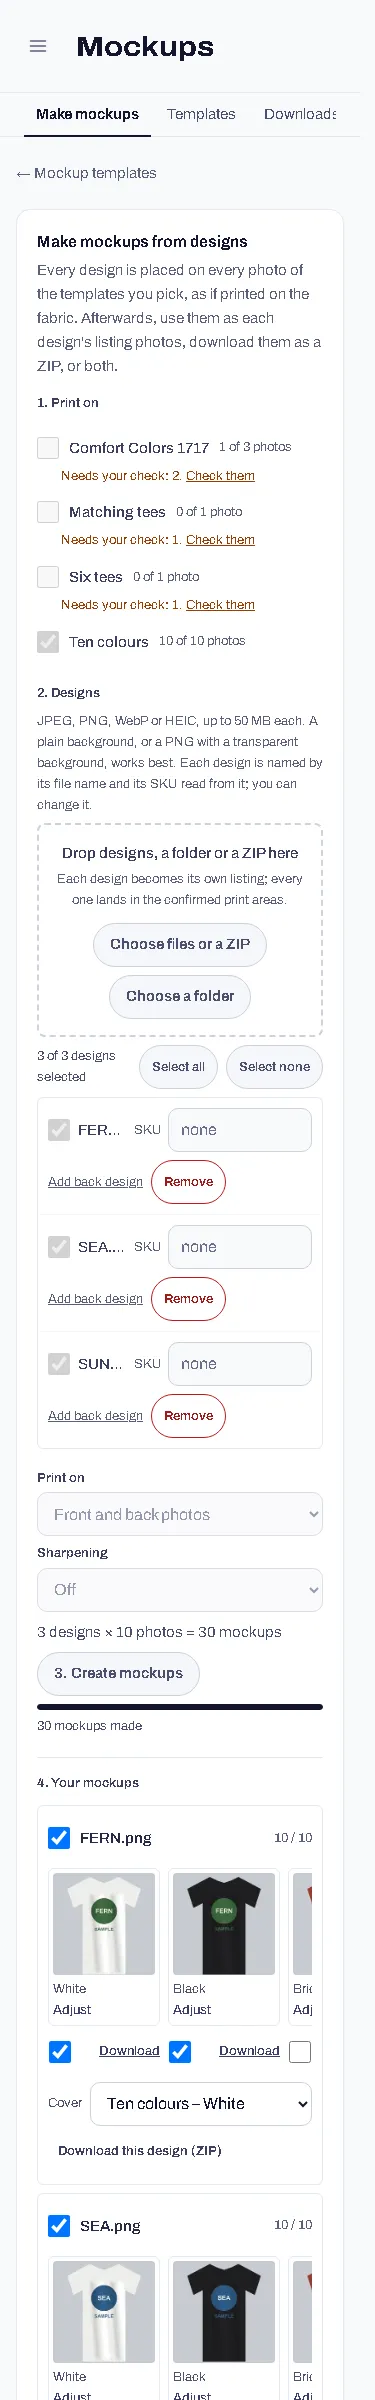 Mockups
Make mockups Templates Downloads
← Mockup templates
Make mockups from designs
Every design is placed on every photo of
the templates you pick, as if printed on the
fabric. Afterwards, use them as each
design's listing photos, download them as a
ZIP, or both.
1. Print on
Comfort Colors 1717 1 of 3 photos
Needs your check: 2. Check them
Matching tees 0 of 1 photo
Needs your check: 1. Check them
Six tees 0 of 1 photo
Needs your check: 1. Check them
Ten colours 10 of 10 photos
2. Designs
JPEG, PNG, WebP or HEIC, up to 50 MB each. A
plain background, or a PNG with a transparent
background, works best. Each design is named by
its file name and its SKU read from it; you can
change it.
Drop designs, a folder or a ZIP here
Each design becomes its own listing; every
one lands in the confirmed print areas.
Choose files or a ZIP
Choose a folder
3 of 3 designs
selected
Select all Select none
FER... SKU none
Add back design Remove
SEA.... SKU none
Add back design Remove
SUN... SKU none
Add back design Remove
Print on
Front and back photos
Sharpening
Off
3 designs × 10 photos = 30 mockups
3. Create mockups
30 mockups made
4. Your mockups
FERN.png 10 / 10
FERN FERN
SAMPLE SAMPLE
White Black Bric
Adjust Adjust Adj
Download Download
Cover Ten colours – White
Download this design (ZIP)
SEA.png 10 / 10
SEA SEA
SAMPLE SAMPLE
White Black Bric
Adjust Adjust Adj